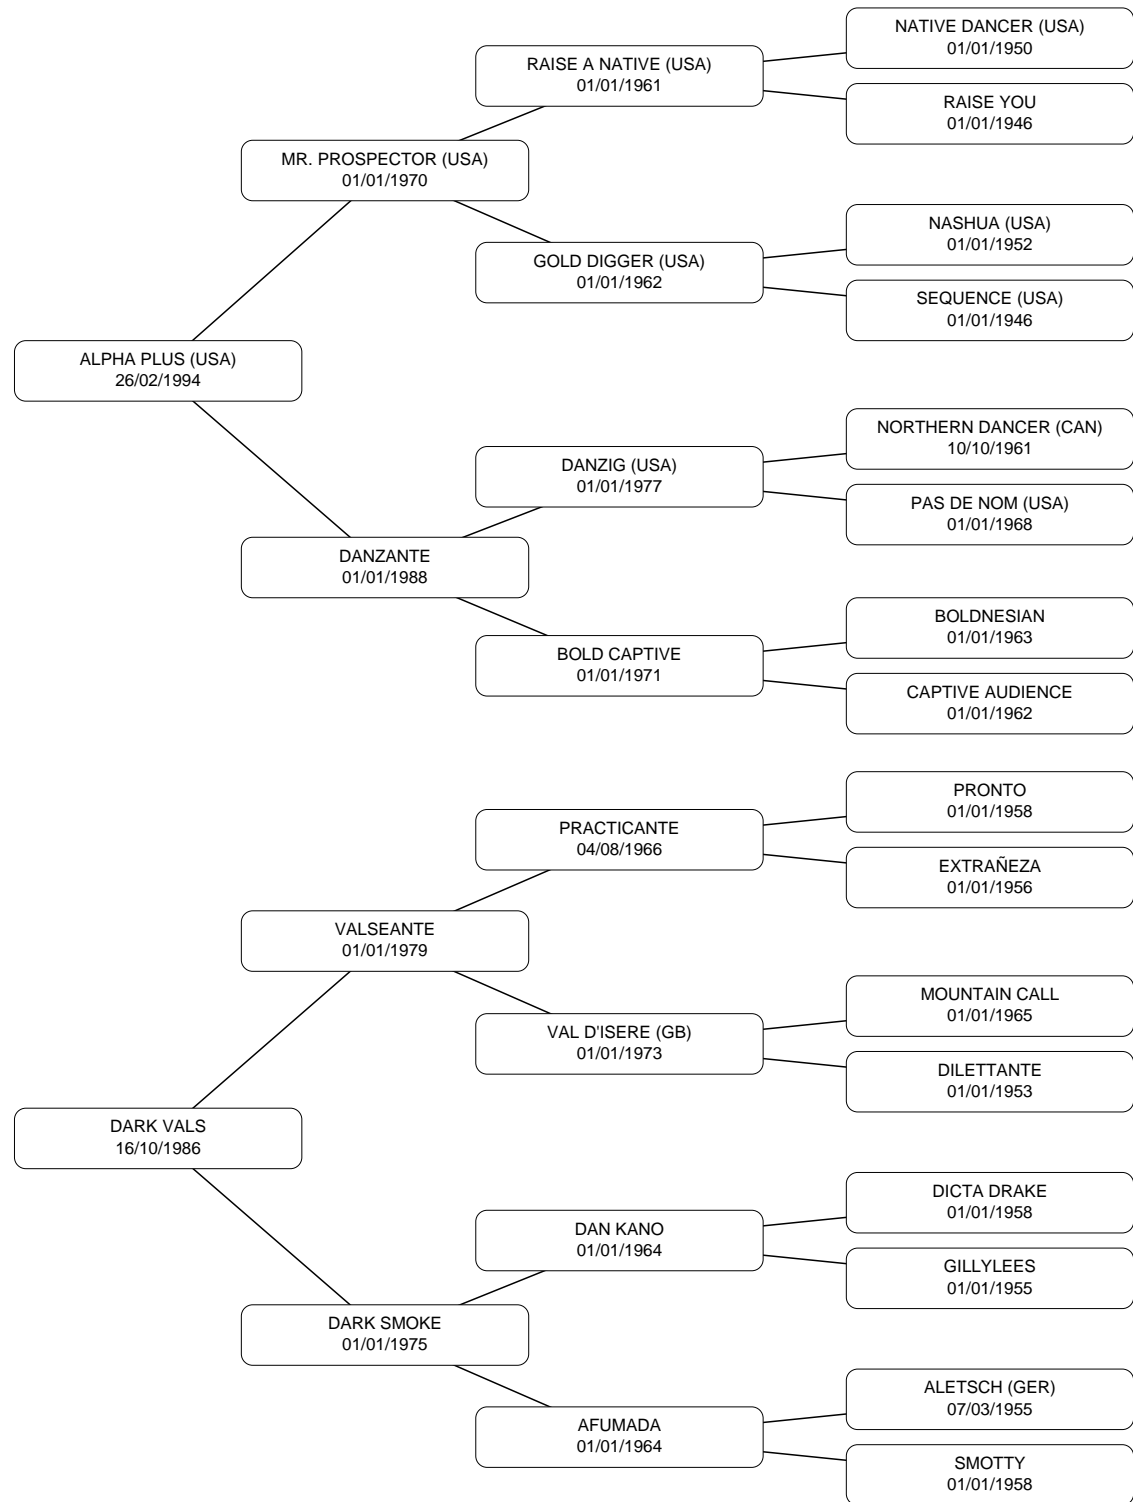 NATIVE DANCER (USA)
01/01/1950
RAISE A NATIVE (USA)
01/01/1961
RAISE YOU
01/01/1946
MR. PROSPECTOR (USA)
01/01/1970
NASHUA (USA)
01/01/1952
GOLD DIGGER (USA)
01/01/1962
SEQUENCE (USA)
01/01/1946
ALPHA PLUS (USA)
26/02/1994
NORTHERN DANCER (CAN)
10/10/1961
DANZIG (USA)
01/01/1977
PAS DE NOM (USA)
01/01/1968
DANZANTE
01/01/1988
BOLDNESIAN
01/01/1963
BOLD CAPTIVE
01/01/1971
CAPTIVE AUDIENCE
01/01/1962
PRONTO
01/01/1958
PRACTICANTE
04/08/1966
EXTRAÑEZA
01/01/1956
VALSEANTE
01/01/1979
MOUNTAIN CALL
01/01/1965
VAL D'ISERE (GB)
01/01/1973
DILETTANTE
01/01/1953
DARK VALS
16/10/1986
DICTA DRAKE
01/01/1958
DAN KANO
01/01/1964
GILLYLEES
01/01/1955
DARK SMOKE
01/01/1975
ALETSCH (GER)
07/03/1955
AFUMADA
01/01/1964
SMOTTY
01/01/1958